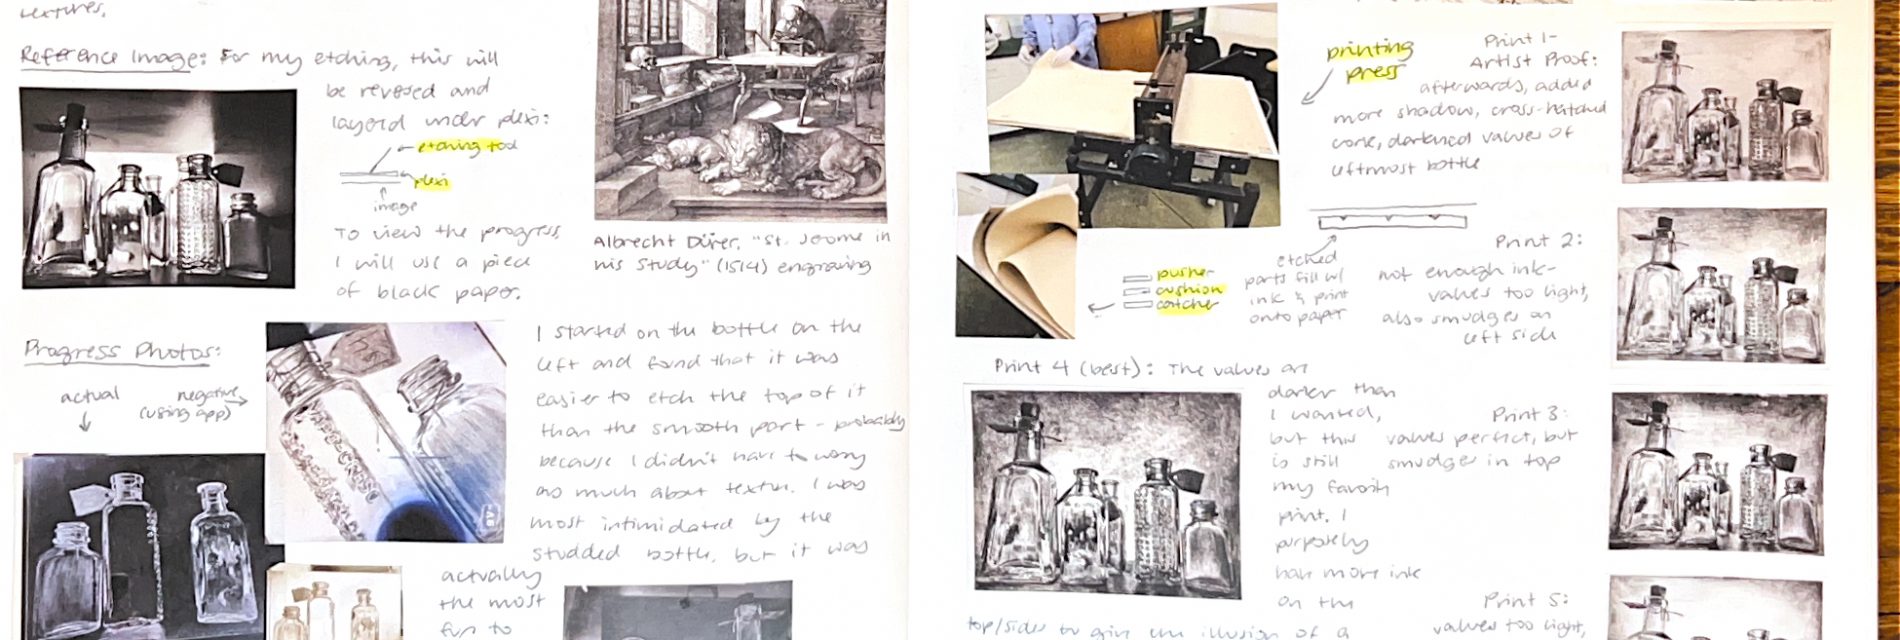 textures.
Reference Image: For my etching, this will
be reversed and
layered under plexi:
etching tool
plexi
image
To view the progress,
I will use a piece
of black paper.
Albrecht Dürer, "St. Jerome in
his Study" (1514) engraving
Progress Photos:
actual
negative
(using app)
I started on the bottle on the
left and found that it was
easier to etch the top of it
than the smooth part - probably
because I didn't have to worry
as much about texture. I was
most intimidated by the
studded bottle, but it was
actually
the most
fun to
printing
press
Print 1-
Artist Proof:
afterwards, added
more shadow, cross-hatched
more, darkened values of
leftmost bottle
pusher
cushion
catcher
etched
parts fill w/
ink & print
onto paper
Print 2:
not enough ink-
values too light,
also smudges on
left side
Print 4 (best): The values are
darker than
I wanted,
but this
is still
my favorite
print. I
purposely
have more ink
on the
top/sides to give the illusion of a
Print 3:
values perfect, but
smudge in top
Print 5:
values too light,